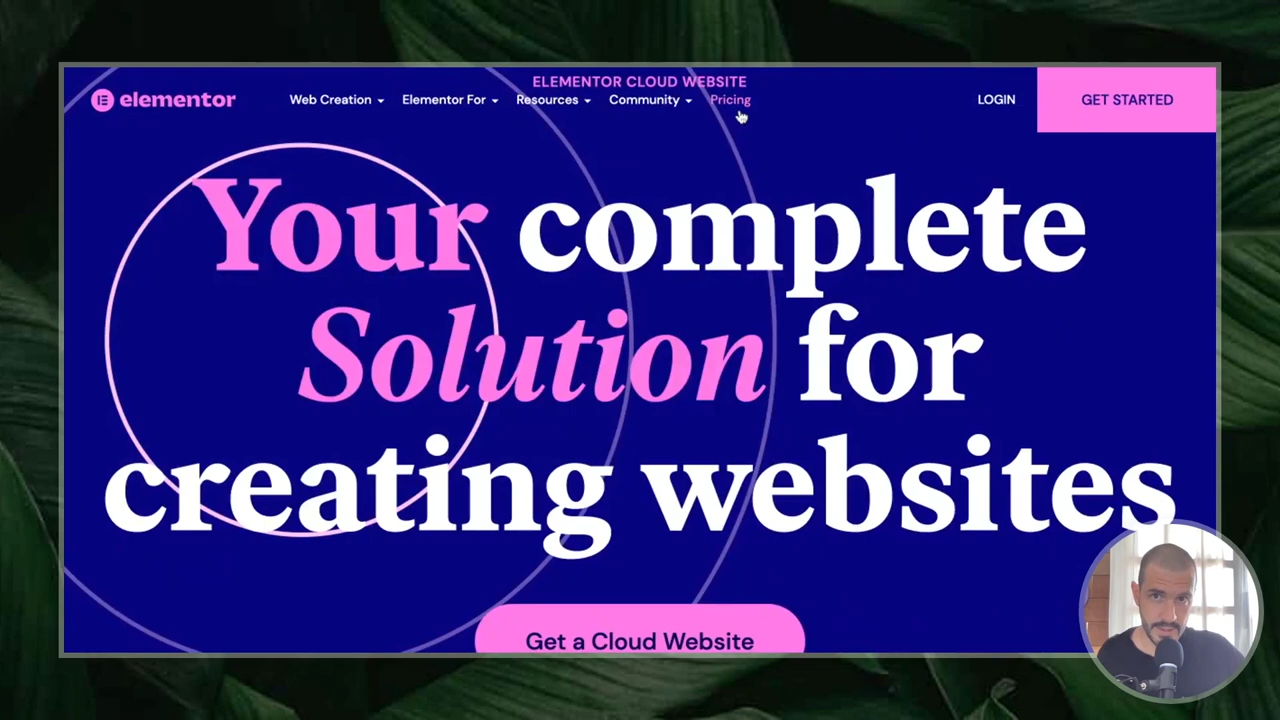 ELEMENTOR CLOUD WEBSITE
elementor Web Creation Elementor For Resources Community Pricing LOGIN GET STARTED
Your complete
Solution for
creating websites
Get a Cloud Website